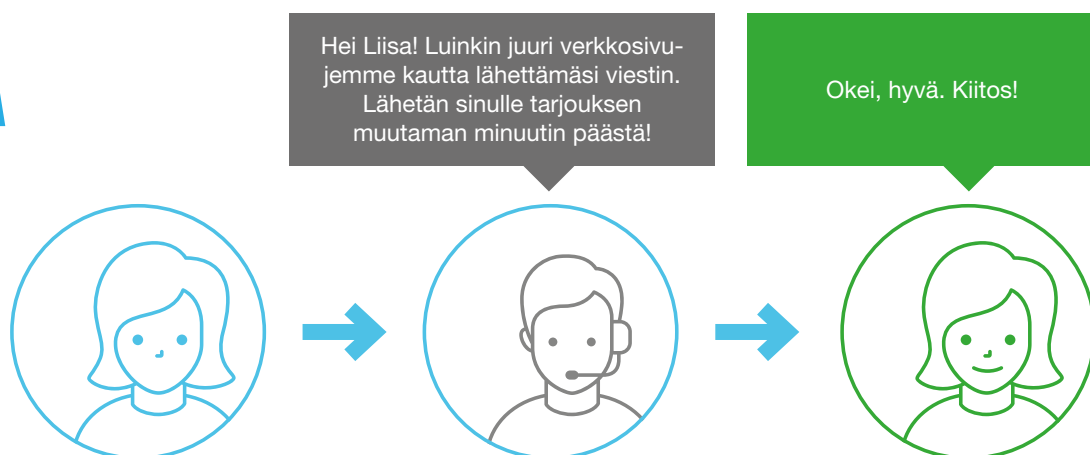 Hei Liisa! Luinkin juuri verkkosivu-
jemme kautta lähettämäsi viestin.
Lähetän sinulle tarjouksen
muutaman minuutin päästä!
Okei, hyvä. Kiitos!